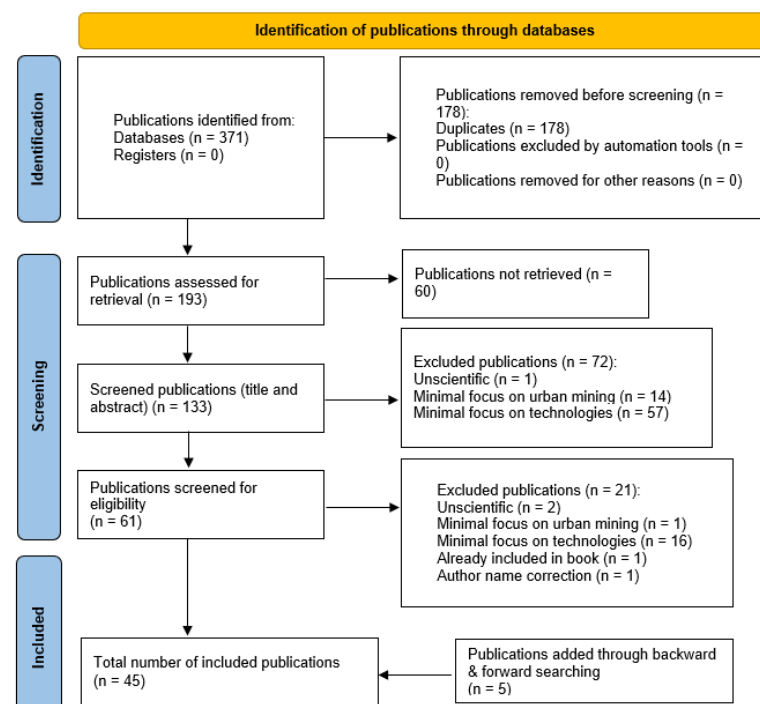 Identification of publications through databases
Identification
Publications identified from:
Databases (n = 371)
Registers (n = 0)
Publications removed before screening (n =
178):
Duplicates (n = 178)
Publications excluded by automation tools (n =
0)
Publications removed for other reasons (n = 0)
Screening
Publications assessed for
retrieval (n = 193)
Publications not retrieved (n =
60)
Screened publications (title and
abstract) (n = 133)
Excluded publications (n = 72):
Unscientific (n = 1)
Minimal focus on urban mining (n = 14)
Minimal focus on technologies (n = 57)
Publications screened for
eligibility
(n = 61)
Excluded publications (n = 21):
Unscientific (n = 2)
Minimal focus on urban mining (n = 1)
Minimal focus on technologies (n = 16)
Already included in book (n = 1)
Author name correction (n = 1)
Included
Total number of included publications
(n = 45)
Publications added through backward
& forward searching
(n = 5)